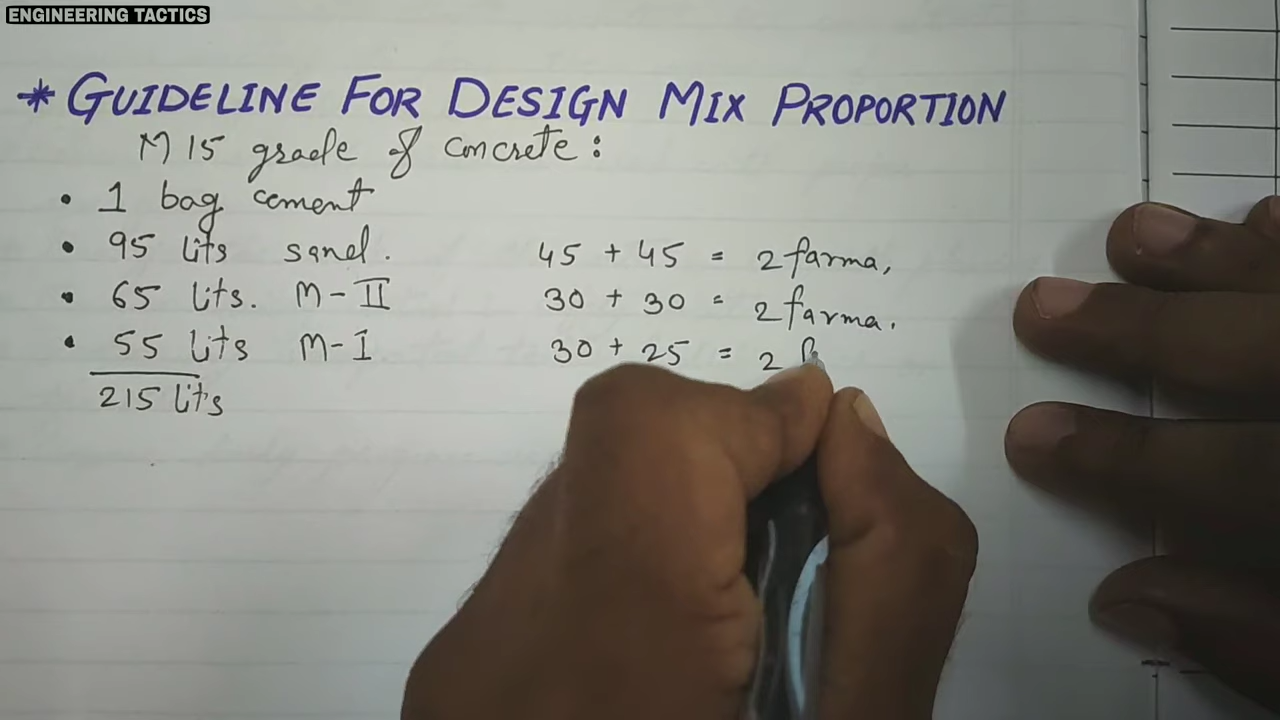 ENGINEERING TACTICS
* GUIDELINE FOR DESIGN MIX PROPORTION
M15 grade of concrete:
• 1 bag cement
• 95 lits sand. 45 + 45 = 2 farma,
• 65 lits. M-II 30 + 30 = 2 farma.
• 55 lits M-I 30 + 25 = 2 f
215 lits